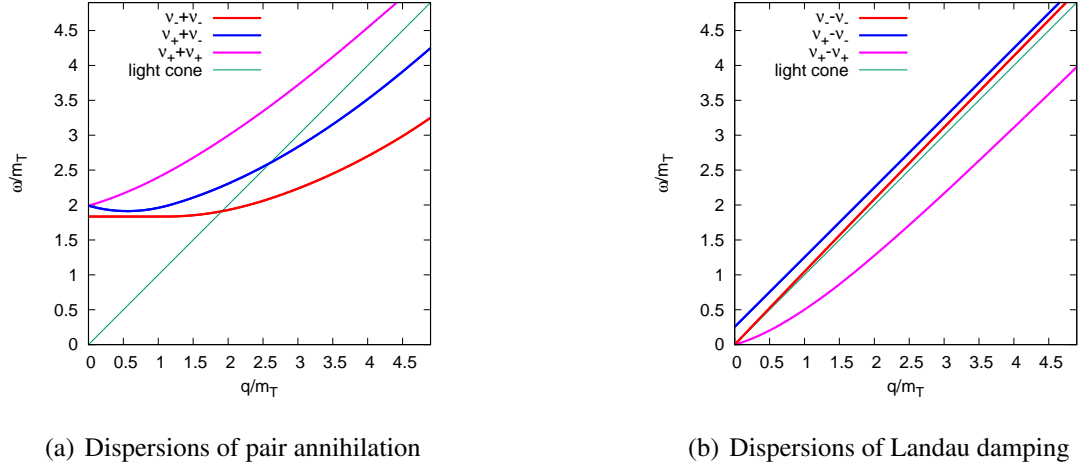 ν₋+ν₋
ν₊+ν₋
ν₊+ν₊
light cone
4.5
4
3.5
3
2.5
2
1.5
1
0.5
0
ω/m_T
0 0.5 1 1.5 2 2.5 3 3.5 4 4.5
q/m_T
(a) Dispersions of pair annihilation
ν₋-ν₋
ν₊-ν₋
ν₊-ν₊
light cone
4.5
4
3.5
3
2.5
2
1.5
1
0.5
0
ω/m_T
0 0.5 1 1.5 2 2.5 3 3.5 4 4.5
q/m_T
(b) Dispersions of Landau damping